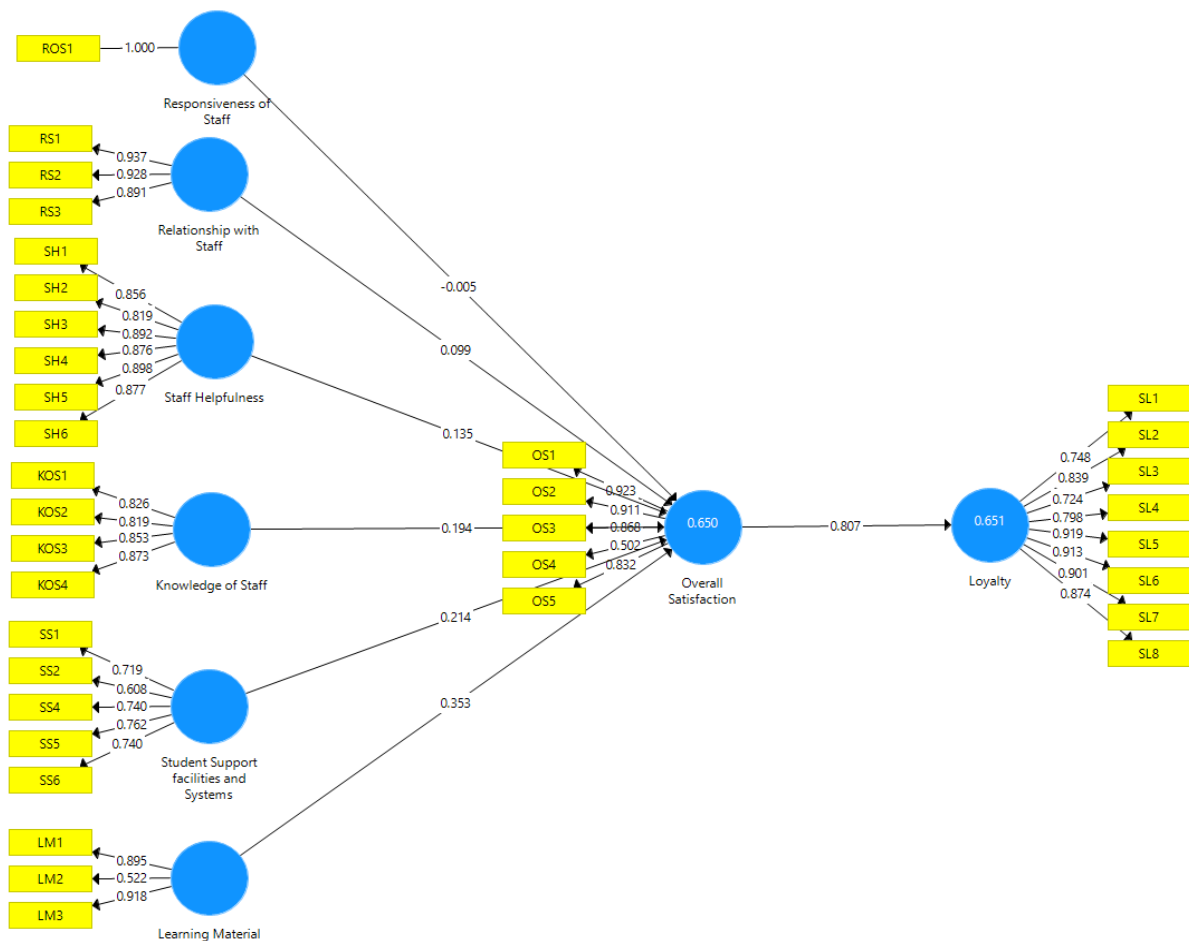 ROS1
1.000
Responsiveness of
Staff
RS1
RS2
RS3
0.937
0.928
0.891
Relationship with
Staff
SH1
SH2
SH3
SH4
SH5
SH6
0.856
0.819
0.892
0.876
0.898
0.877
Staff Helpfulness
KOS1
KOS2
KOS3
KOS4
0.826
0.819
0.853
0.873
Knowledge of Staff
SS1
SS2
SS4
SS5
SS6
0.719
0.608
0.740
0.762
0.740
Student Support
facilities and
Systems
LM1
LM2
LM3
0.895
0.522
0.918
Learning Material
-0.005
0.099
0.135
0.194
0.214
0.353
OS1
OS2
OS3
OS4
OS5
0.923
0.911
0.868
0.502
0.832
0.650
Overall
Satisfaction
0.807
0.651
Loyalty
0.748
0.839
0.724
0.798
0.919
0.913
0.901
0.874
SL1
SL2
SL3
SL4
SL5
SL6
SL7
SL8